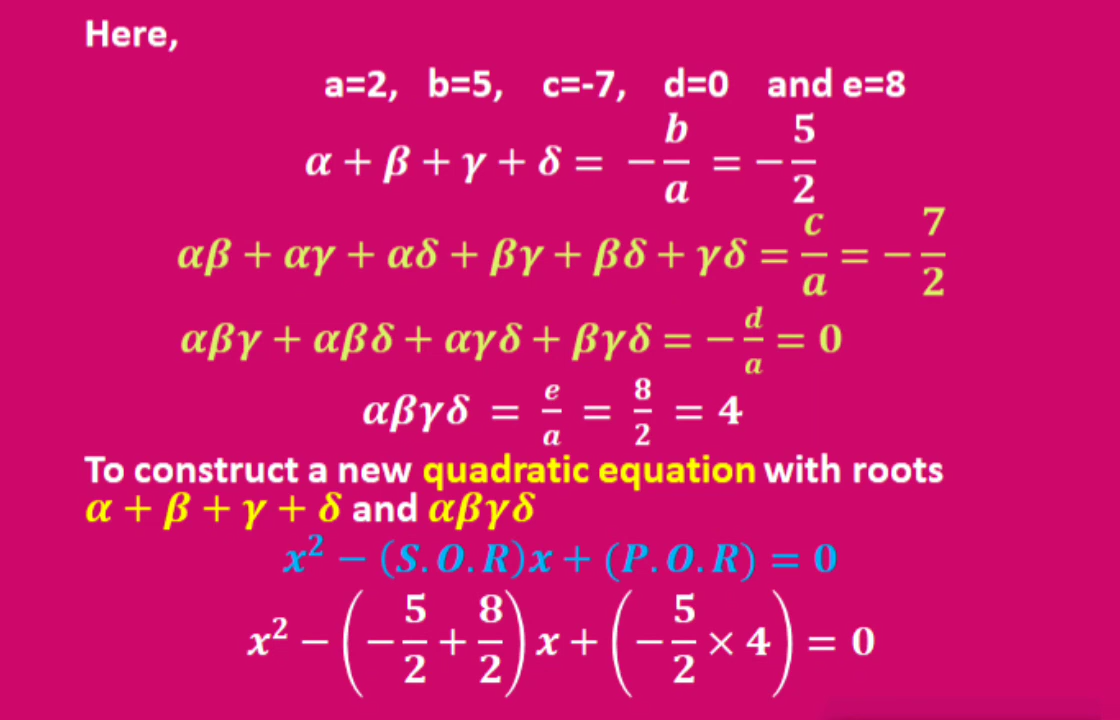 Here,
a=2, b=5, c=-7, d=0 and e=8
α + β + γ + δ = −b/a = −5/2
αβ + αγ + αδ + βγ + βδ + γδ = c/a = −7/2
αβγ + αβδ + αγδ + βγδ = −d/a = 0
αβγδ = e/a = 8/2 = 4
To construct a new quadratic equation with roots
α + β + γ + δ and αβγδ
x² − (S.O.R)x + (P.O.R) = 0
x² − (−5/2 + 8/2)x + (−5/2 × 4) = 0